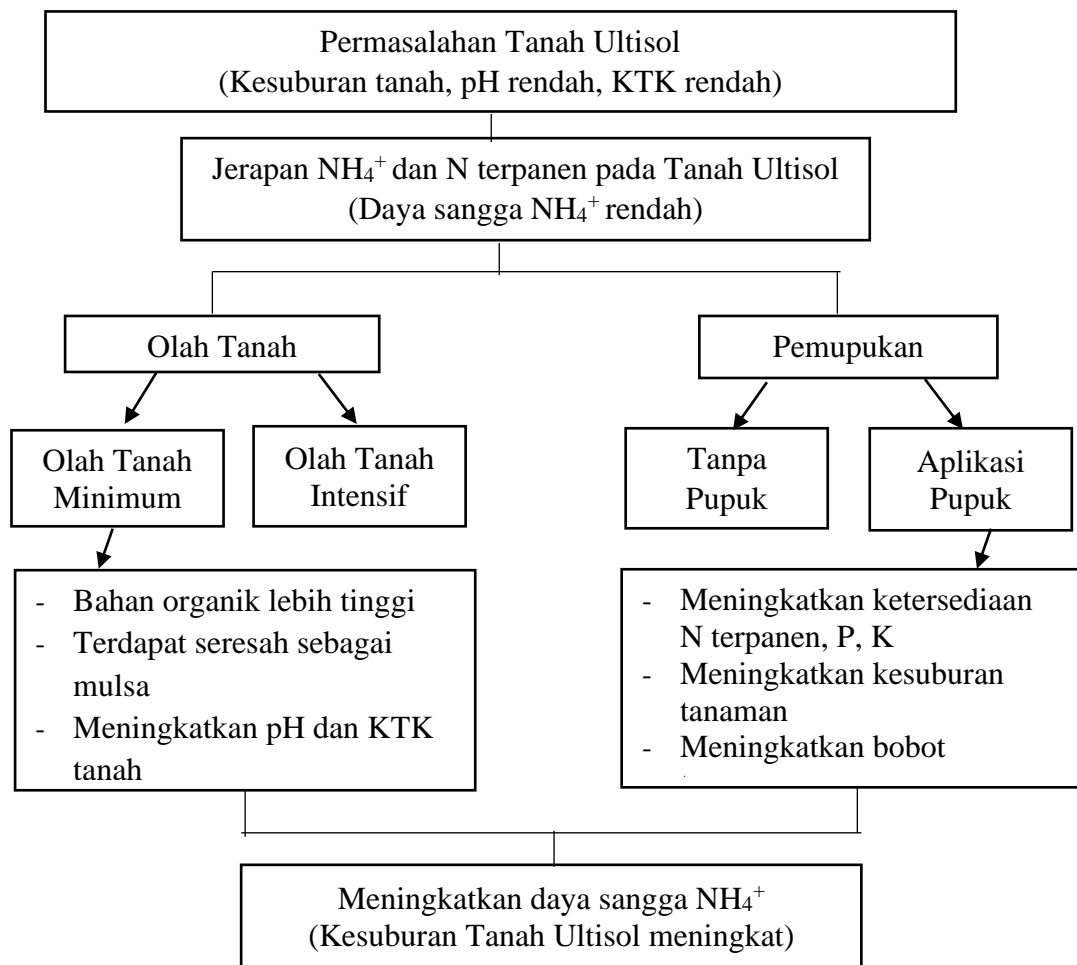 Permasalahan Tanah Ultisol
(Kesuburan tanah, pH rendah, KTK rendah)
Jerapan NH₄⁺ dan N terpanen pada Tanah Ultisol
(Daya sangga NH₄⁺ rendah)
Olah Tanah
Pemupukan
Olah Tanah
Minimum
Olah Tanah
Intensif
Tanpa
Pupuk
Aplikasi
Pupuk
- Bahan organik lebih tinggi
- Terdapat seresah sebagai
mulsa
- Meningkatkan pH dan KTK
tanah
- Meningkatkan ketersediaan
N terpanen, P, K
- Meningkatkan kesuburan
tanaman
- Meningkatkan bobot
Meningkatkan daya sangga NH₄⁺
(Kesuburan Tanah Ultisol meningkat)